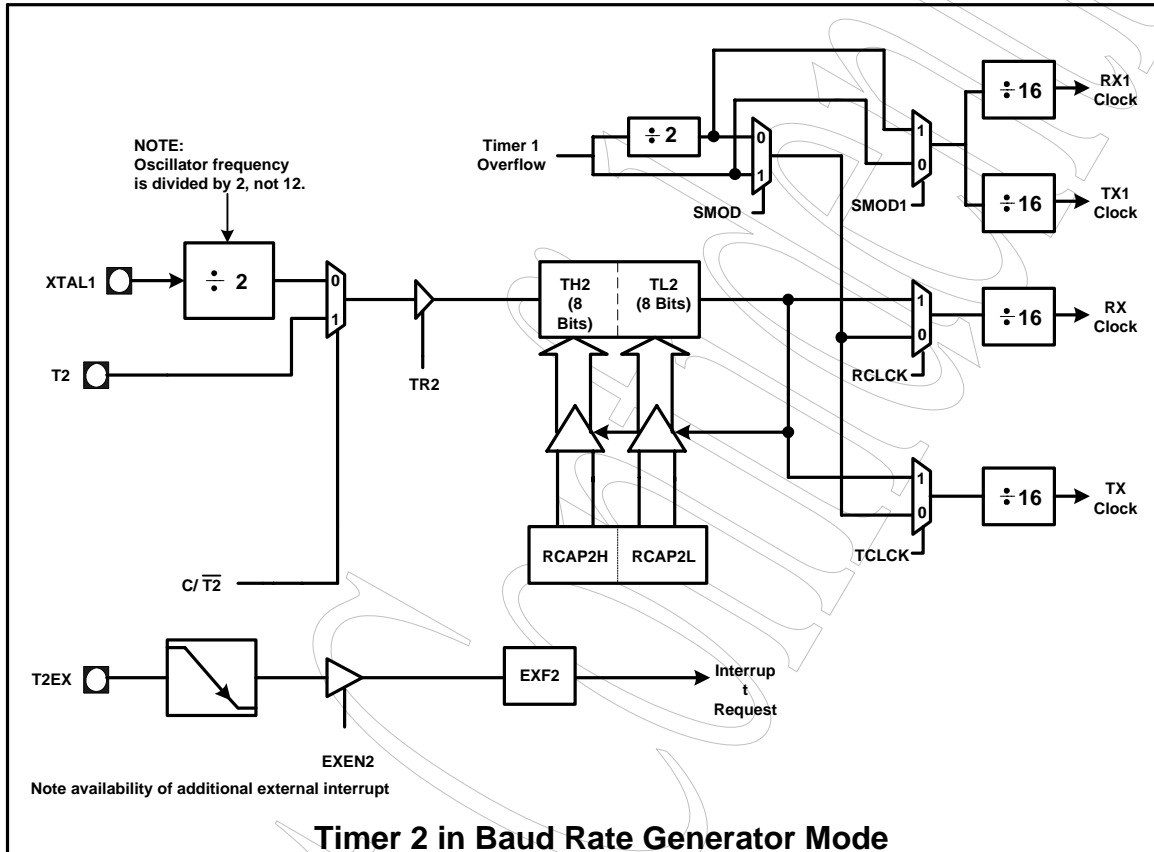 RX1
Clock
÷ 16
÷ 2
Timer 1
Overflow
0
1
1
0
NOTE:
Oscillator frequency
is divided by 2, not 12.
SMOD
SMOD1
÷ 16
TX1
Clock
XTAL1
÷ 2
0
1
TH2
(8
Bits)
TL2
(8 Bits)
1
0
÷ 16
RX
Clock
T2
TR2
RCLCK
1
0
÷ 16
TX
Clock
RCAP2H
RCAP2L
TCLCK
C/ T2
T2EX
EXF2
Interrup
t
Request
EXEN2
Note availability of additional external interrupt
Timer 2 in Baud Rate Generator Mode